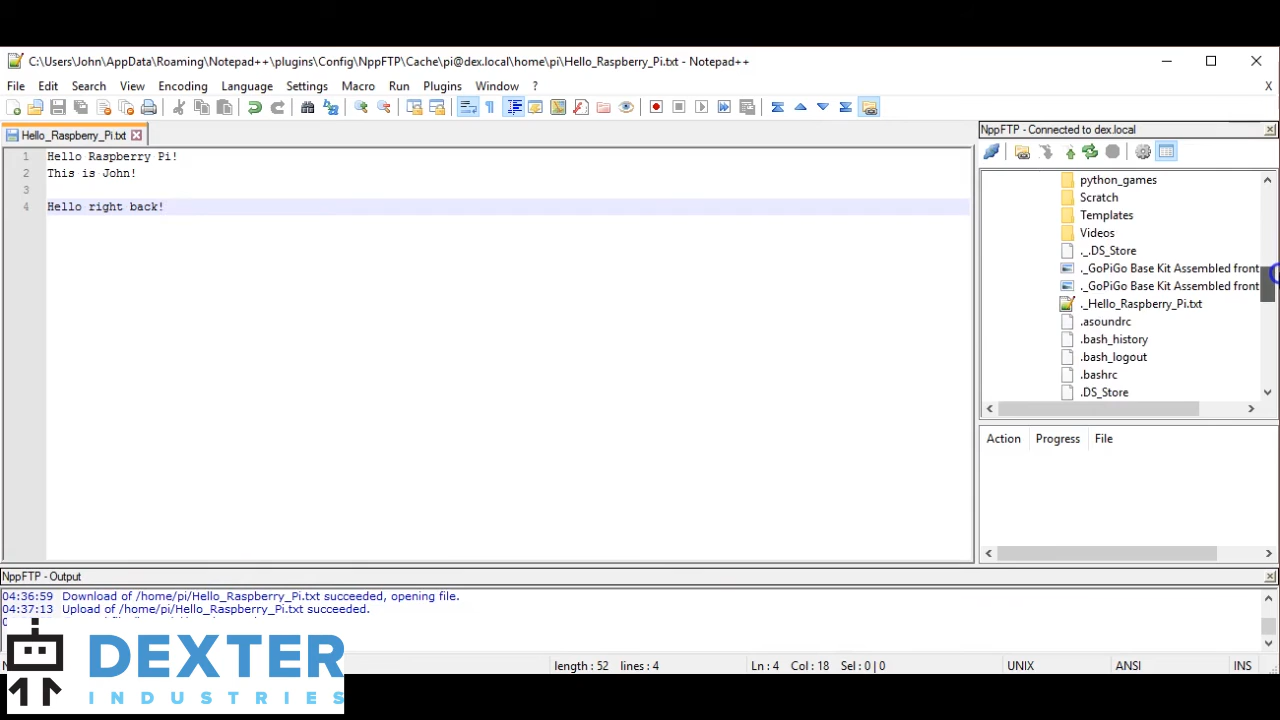 C:\Users\John\AppData\Roaming\Notepad++\plugins\Config\NppFTP\Cache\pi@dex.local\home\pi\Hello_Raspberry_Pi.txt - Notepad++
File Edit Search View Encoding Language Settings Macro Run Plugins Window X
Hello_Raspberry_Pi.txt
1 Hello Raspberry Pi!
2 This is John!
3
4 Hello right back!
NppFTP - Connected to dex.local
python_games
Scratch
Templates
Videos
._.DS_Store
._GoPiGo Base Kit Assembled front
._GoPiGo Base Kit Assembled front
._Hello_Raspberry_Pi.txt
.asoundrc
.bash_history
.bash_logout
.bashrc
.DS_Store
Action Progress File
NppFTP - Output
04:36:59 Download of /home/pi/Hello_Raspberry_Pi.txt succeeded, opening file.
04:37:13 Upload of /home/pi/Hello_Raspberry_Pi.txt succeeded.
DEXTER
INDUSTRIES
length : 52 lines : 4 Ln : 4 Col : 18 Sel : 0 | 0 UNIX ANSI INS